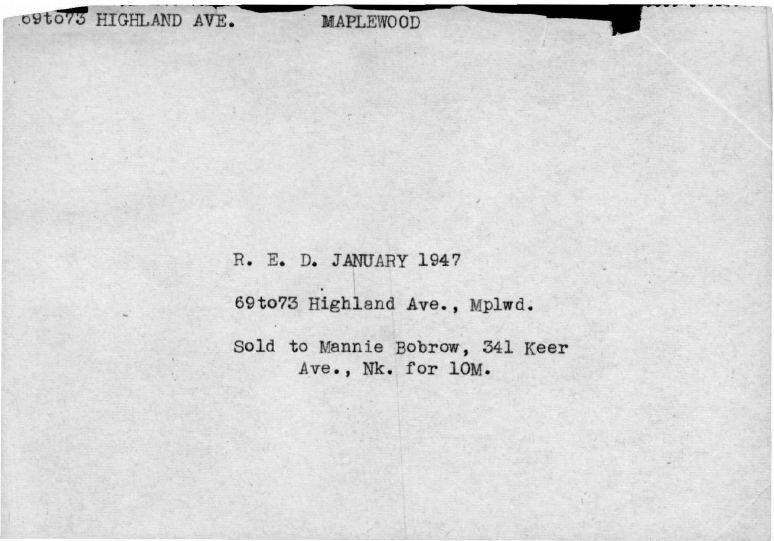 69to73 HIGHLAND AVE. MAPLEWOOD
R. E. D. JANUARY 1947
69to73 Highland Ave., Mplwd.
Sold to Mannie Bobrow, 341 Keer
Ave., Nk. for 10M.